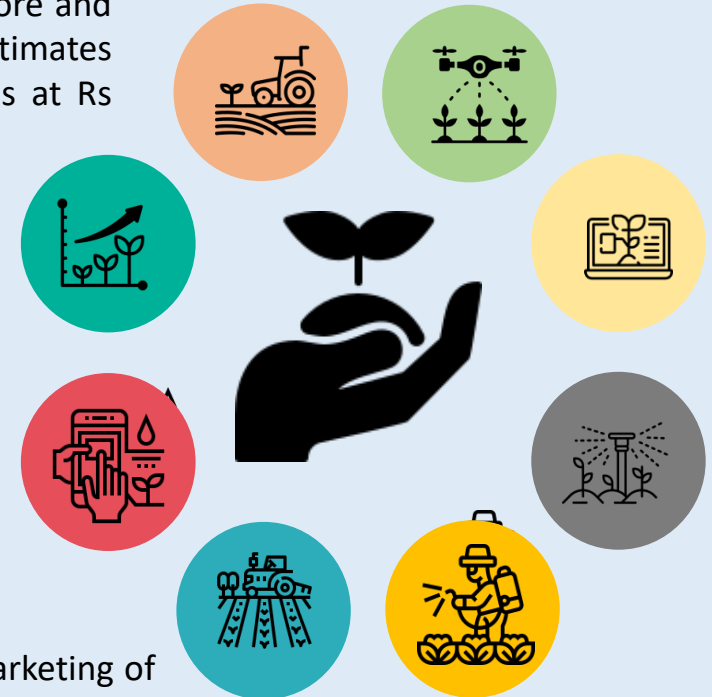 ore and
timates
s at Rs
arketing of